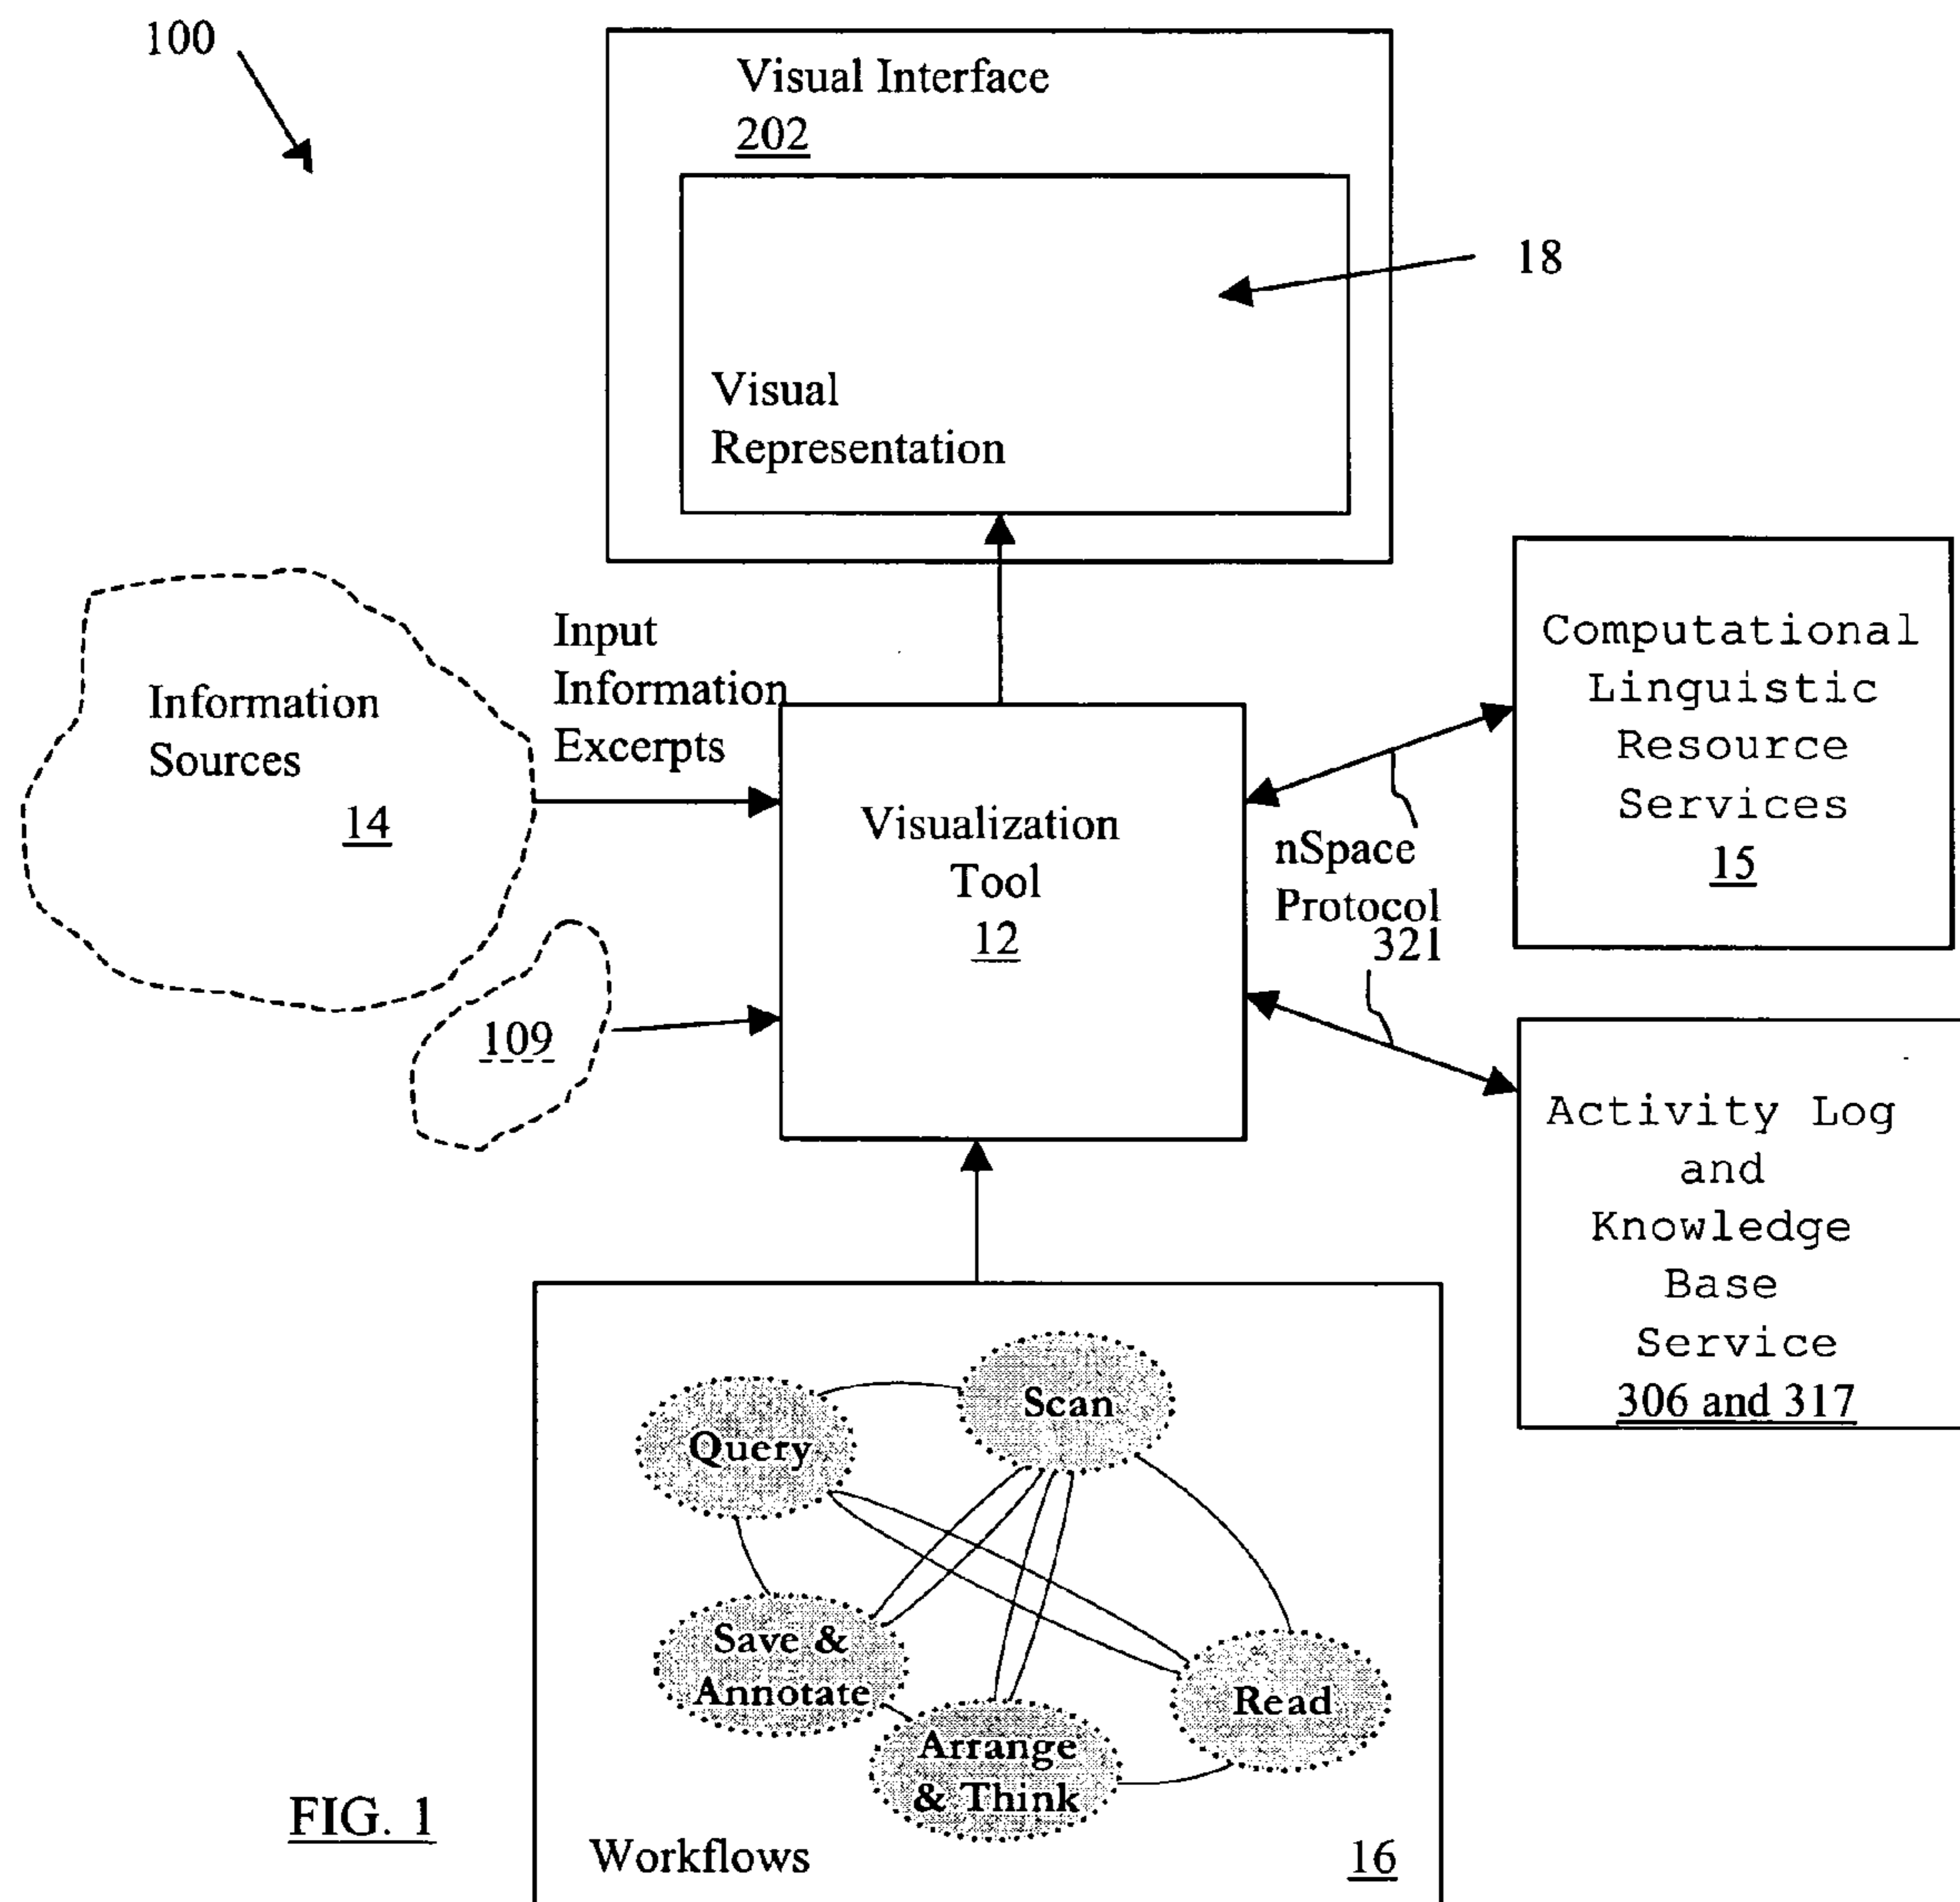 100
Visual Interface
202
18
Visual
Representation
Information
Sources
14
Input
Information
Excerpts
109
Visualization
Tool
12
nSpace
Protocol
321
Computational
Linguistic
Resource
Services
15
Activity Log
and
Knowledge
Base
Service
306 and 317
Scan
Query
Save &
Annotate
Read
Arrange
& Think
Workflows
16
FIG. 1